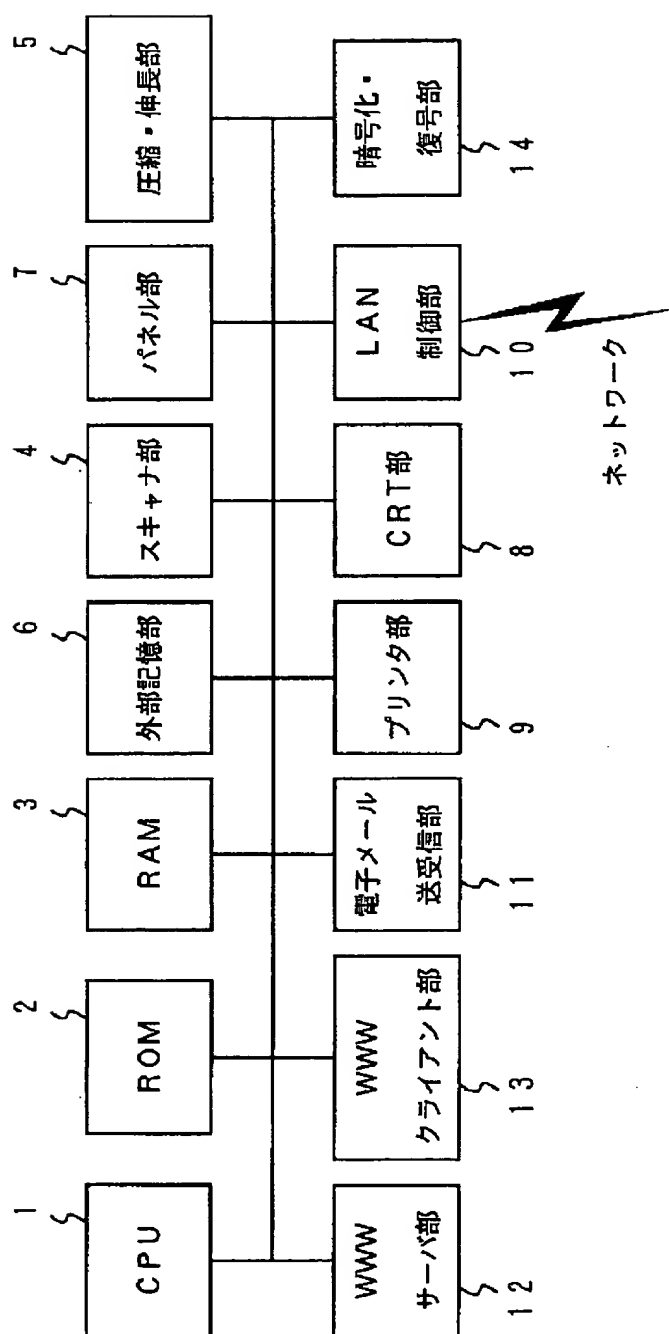 1
CPU
2
ROM
3
RAM
6
外部記憶部
4
スキャナ部
7
パネル部
5
圧縮・伸長部
WWW
サーバ部
12
WWW
クライアント部
13
電子メール
送受信部
11
プリンタ部
9
CRT部
8
LAN
制御部
10
暗号化・
復号部
14
ネットワーク